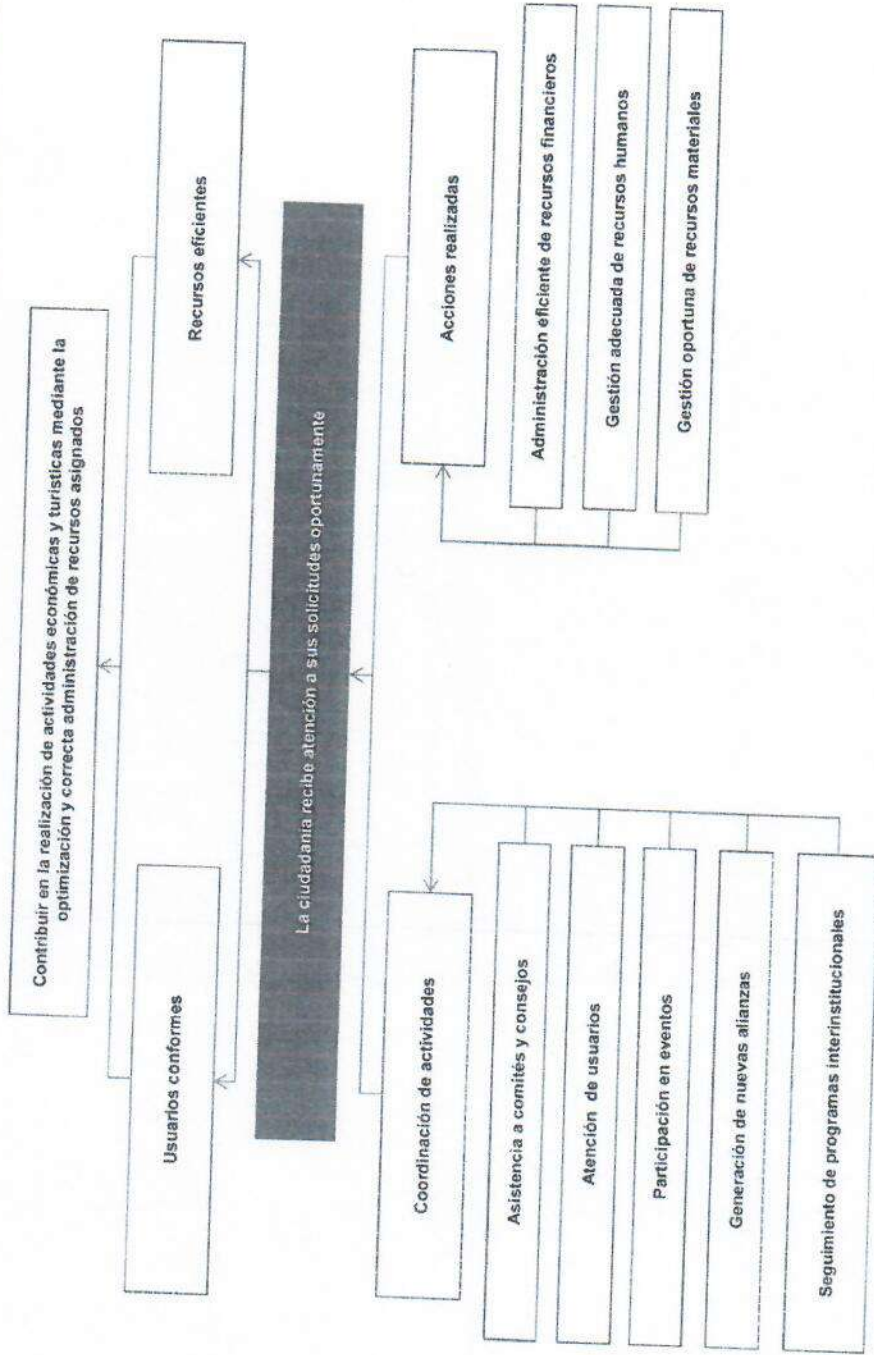 Contribuir en la realización de actividades económicas y turísticas mediante la
optimización y correcta administración de recursos asignados
Usuarios conformes
Recursos eficientes
La ciudadanía recibe atención a sus solicitudes oportunamente
Coordinación de actividades
Asistencia a comités y consejos
Atención de usuarios
Participación en eventos
Generación de nuevas alianzas
Seguimiento de programas interinstitucionales
Acciones realizadas
Administración eficiente de recursos financieros
Gestión adecuada de recursos humanos
Gestión oportuna de recursos materiales